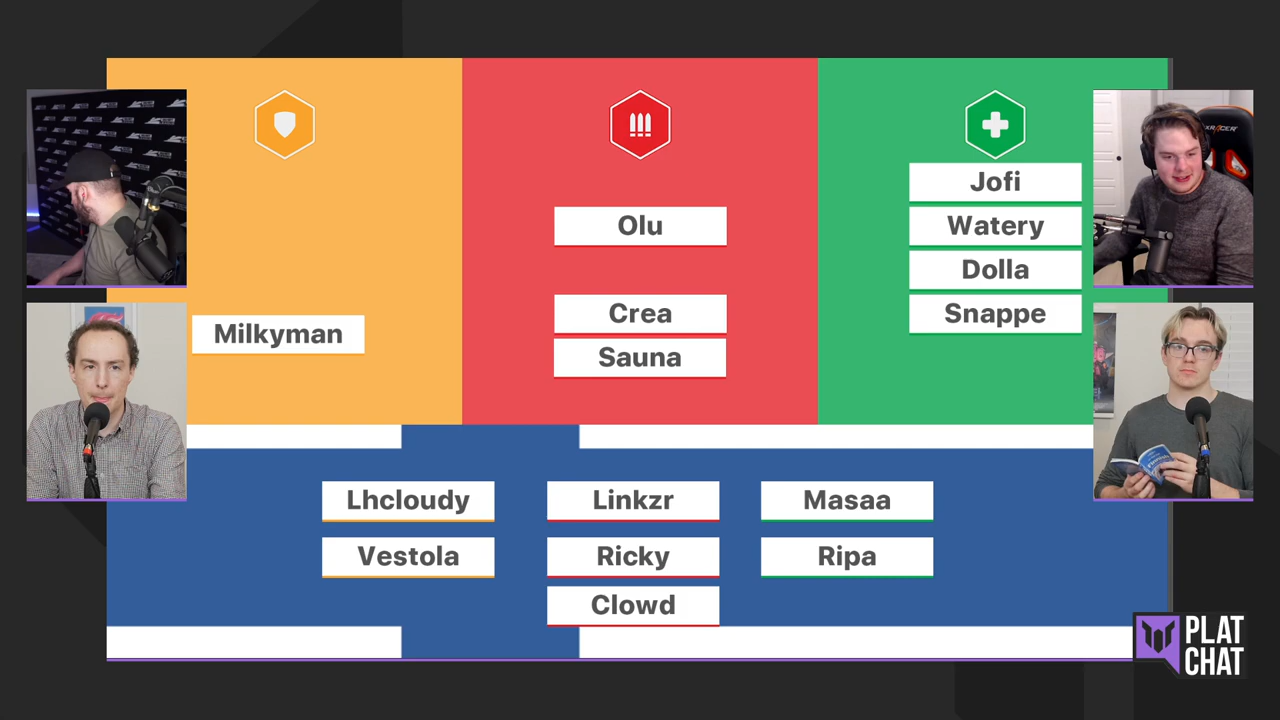 Jofi
Olu
Watery
Dolla
Crea
Snappe
Milkyman
Sauna
Lhcloudy
Linkzr
Masaa
Vestola
Ricky
Ripa
Clowd
PLAT
CHAT